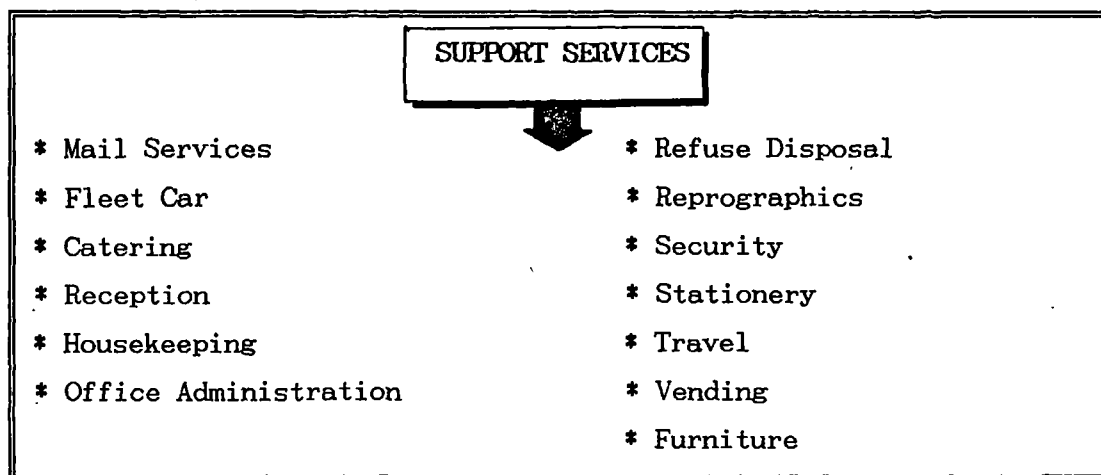 SUPPORT SERVICES
* Mail Services
* Fleet Car
* Catering
* Reception
* Housekeeping
* Office Administration
* Refuse Disposal
* Reprographics
* Security
* Stationery
* Travel
* Vending
* Furniture